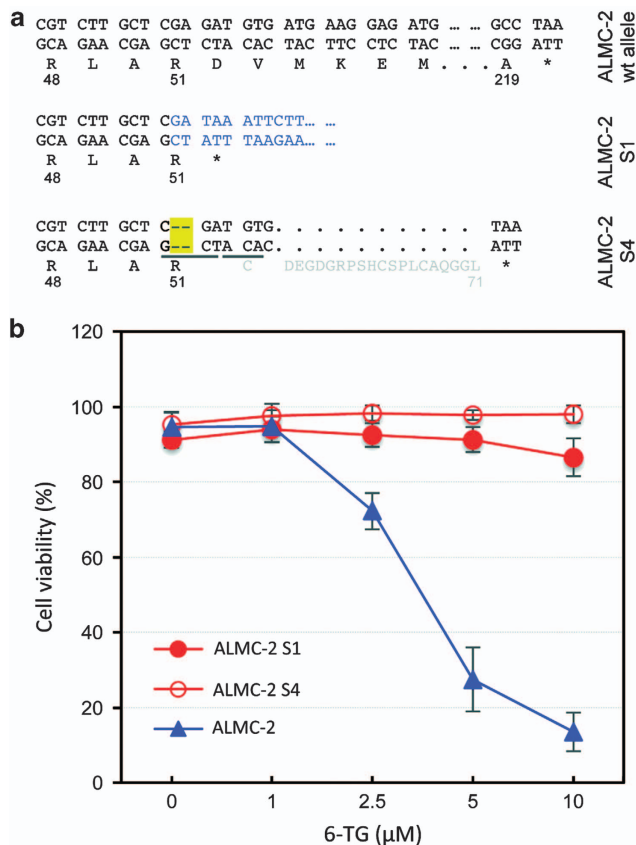 a
CGT CTT GCT CGA GAT GTG ATG AAG GAG ATG ... ... GCC TAA
GCA GAA CGA GCT CTA CAC TAC TTC CTC TAC ... ... CGG ATT
R L A R D V M K E M . . . A *
48 51 219
ALMC-2 wt allele
CGT CTT GCT CGA TAA ATTCTT... ...
GCA GAA CGA GCT ATT TAAGAA... ...
R L A R *
48 51
ALMC-2 S1
CGT CTT GCT C-- GAT GTG. . . . . . . . . . TAA
GCA GAA CGA G-- CT ACAC. . . . . . . . . . ATT
R L A R C DEGDGRPSHCSPLCAQGGL *
48 51 71
ALMC-2 S4
b
120
100
80
60
40
20
0
Cell viability (%)
ALMC-2 S1
ALMC-2 S4
ALMC-2
0 1 2.5 5 10
6-TG (µM)